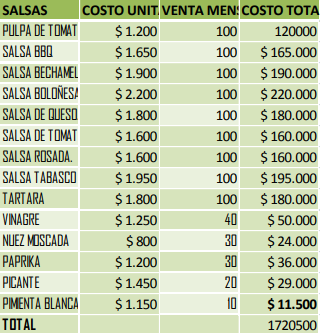 SALSAS COSTO UNIT. VENTA MENS COSTO TOTA
PULPA DE TOMAT $ 1.200 100 120000
SALSA BBQ $ 1.650 100 $ 165.000
SALSA BECHAMEL $ 1.900 100 $ 190.000
SALSA BOLOÑESA $ 2.200 100 $ 220.000
SALSA DE QUESO $ 1.800 100 $ 180.000
SALSA DE TOMAT $ 1.600 100 $ 160.000
SALSA ROSADA. $ 1.600 100 $ 160.000
SALSA TABASCO $ 1.950 100 $ 195.000
TARTARA $ 1.800 100 $ 180.000
VINAGRE $ 1.250 40 $ 50.000
NUEZ MOSCADA $ 800 30 $ 24.000
PAPRIKA $ 1.200 30 $ 36.000
PICANTE $ 1.450 20 $ 29.000
PIMIENTA BLANCA $ 1.150 10 $ 11.500
TOTAL 1720500